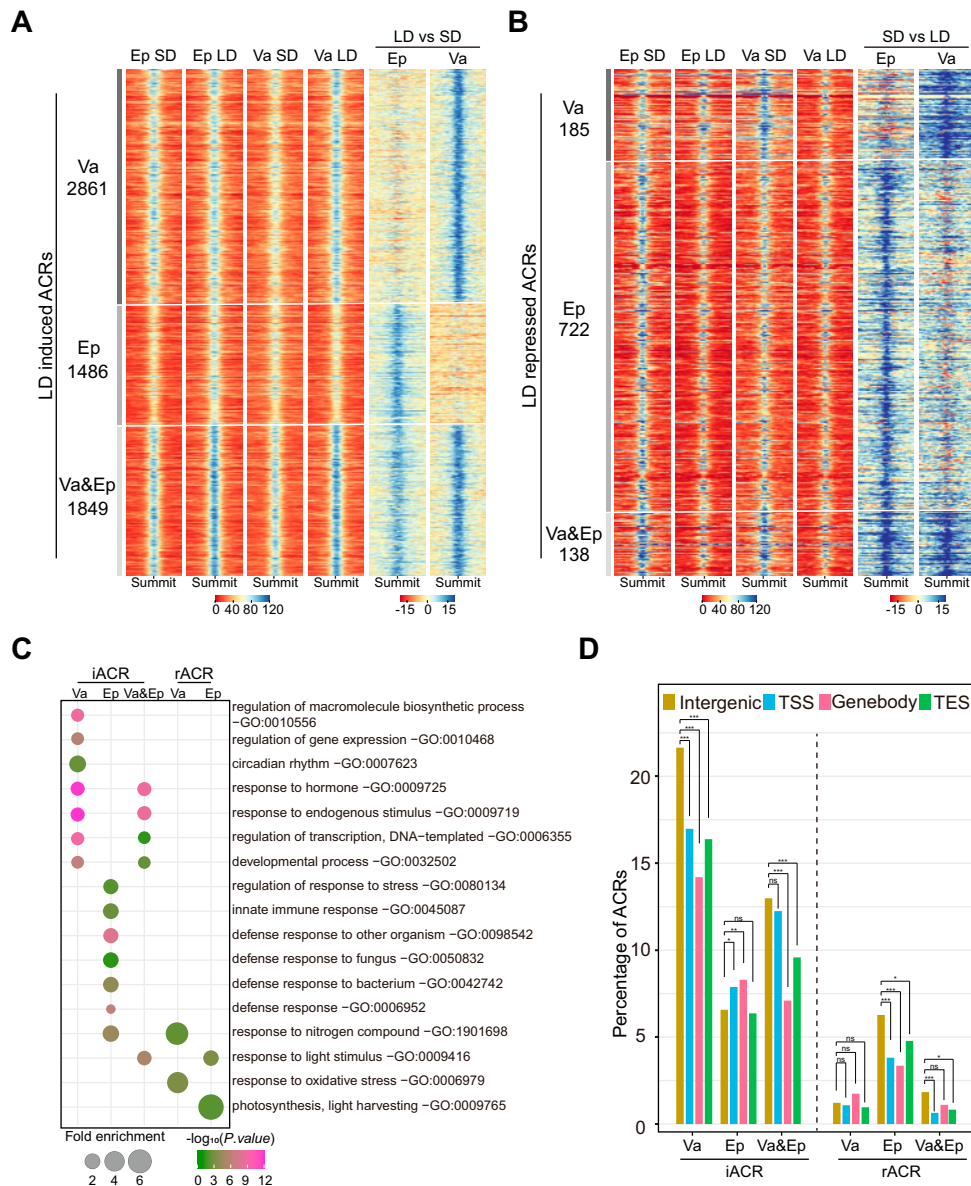 A
LD vs SD
Ep SD Ep LD Va SD Va LD Ep Va
LD induced ACRs
Va
2861
Ep
1486
Va&Ep
1849
Summit Summit Summit Summit Summit Summit
0 40 80 120 -15 0 15
B
SD vs LD
Ep SD Ep LD Va SD Va LD Ep Va
LD repressed ACRs
Va
185
Ep
722
Va&Ep
138
Summit Summit Summit Summit Summit Summit
0 40 80 120 -15 0 15
C
iACR rACR
Va Ep Va&Ep Va Ep
regulation of macromolecule biosynthetic process
−GO:0010556
regulation of gene expression −GO:0010468
circadian rhythm −GO:0007623
response to hormone −GO:0009725
response to endogenous stimulus −GO:0009719
regulation of transcription, DNA−templated −GO:0006355
developmental process −GO:0032502
regulation of response to stress −GO:0080134
innate immune response −GO:0045087
defense response to other organism −GO:0098542
defense response to fungus −GO:0050832
defense response to bacterium −GO:0042742
defense response −GO:0006952
response to nitrogen compound −GO:1901698
response to light stimulus −GO:0009416
response to oxidative stress −GO:0006979
photosynthesis, light harvesting −GO:0009765
Fold enrichment
2 4 6
-log₁₀(P.value)
0 3 6 9 12
D
Intergenic TSS Genebody TES
Percentage of ACRs
20
15
10
5
0
***
***
***
ns
**
*
***
***
ns
ns
ns
ns
*
***
***
*
ns
***
Va Ep Va&Ep Va Ep Va&Ep
iACR rACR